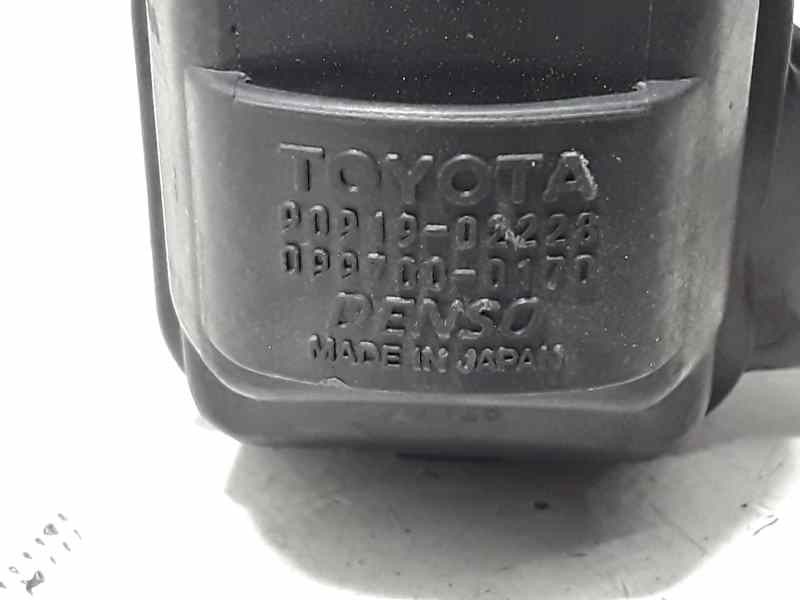 TOYOTA
90919-02228
099700-0170
DENSO
MADE IN JAPAN